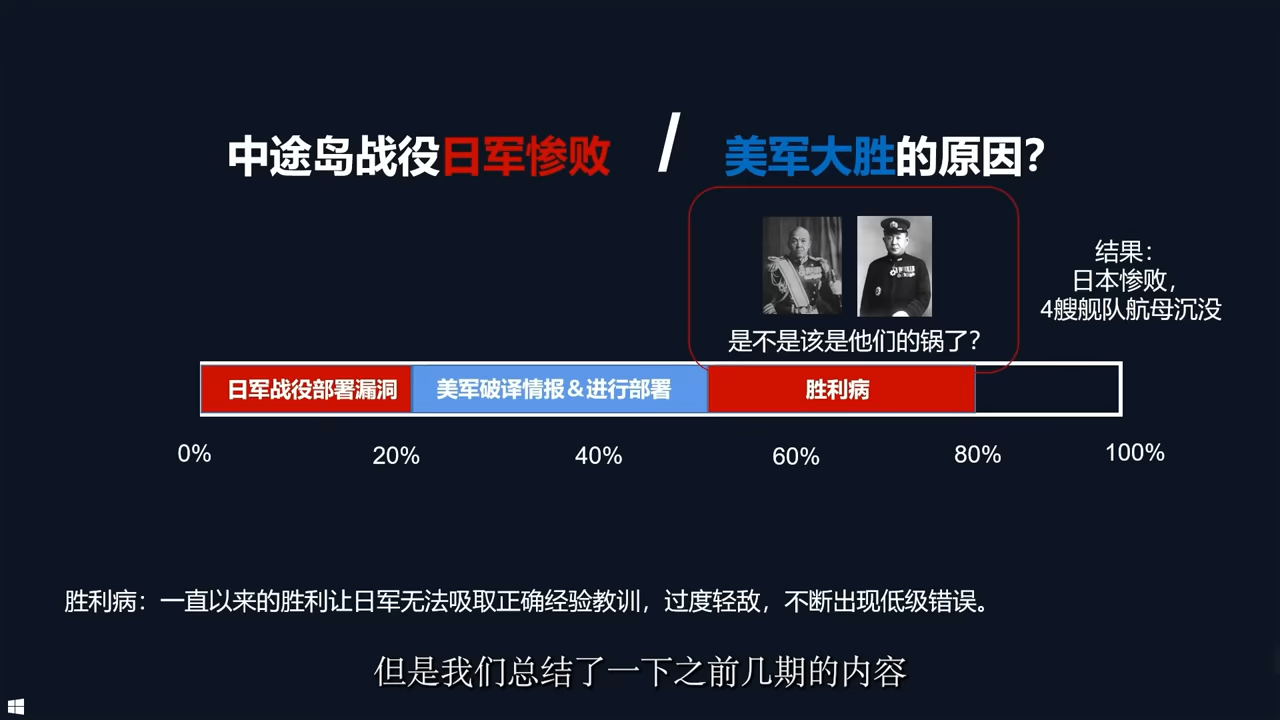 中途岛战役日军惨败 / 美军大胜的原因?
结果：
日本惨败，
4艘舰队航母沉没
是不是该是他们的锅了?
日军战役部署漏洞 美军破译情报＆进行部署 胜利病
0% 20% 40% 60% 80% 100%
胜利病：一直以来的胜利让日军无法吸取正确经验教训，过度轻敌，不断出现低级错误。
但是我们总结了一下之前几期的内容